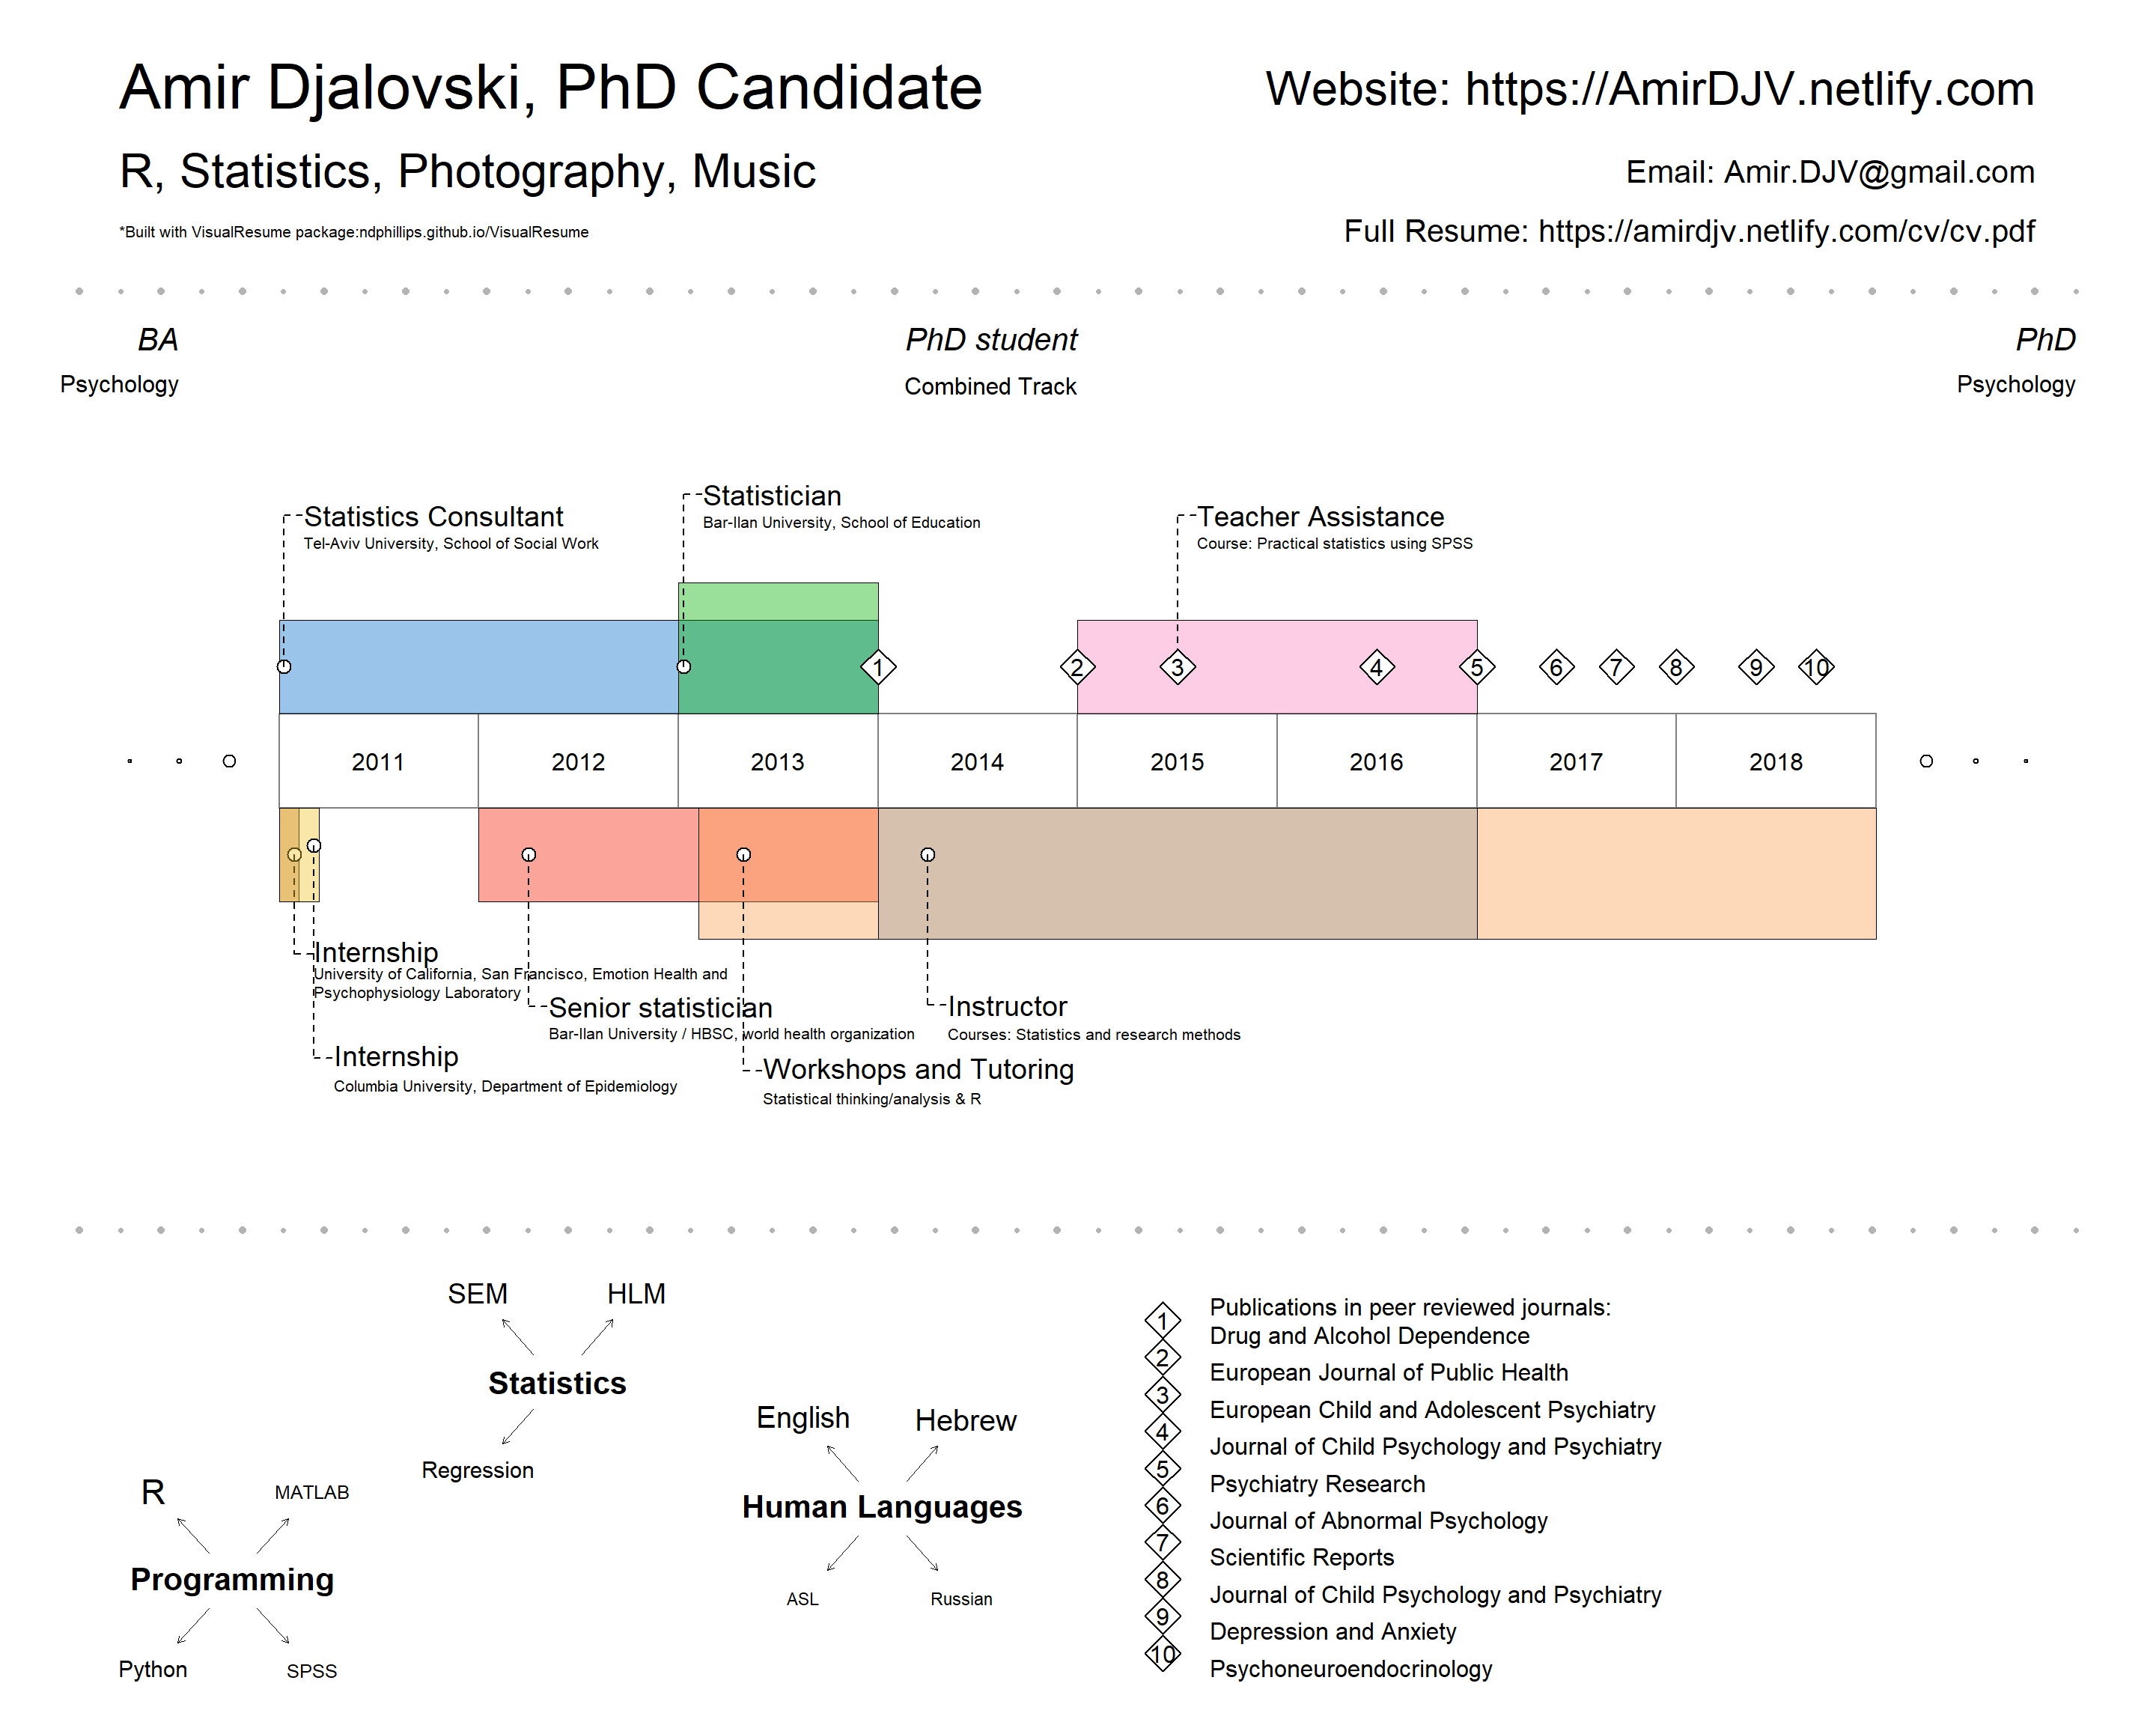 Amir Djalovski, PhD Candidate
Website: https://AmirDJV.netlify.com
R, Statistics, Photography, Music
Email: Amir.DJV@gmail.com
*Built with VisualResume package:ndphillips.github.io/VisualResume
Full Resume: https://amirdjv.netlify.com/cv/cv.pdf
BA
Psychology
PhD student
Combined Track
PhD
Psychology
Statistics Consultant
Tel-Aviv University, School of Social Work
Statistician
Bar-Ilan University, School of Education
Teacher Assistance
Course: Practical statistics using SPSS
1 2 3 4 5 6 7 8 9 10
2011 2012 2013 2014 2015 2016 2017 2018
Internship
University of California, San Francisco, Emotion Health and
Psychophysiology Laboratory
Senior statistician
Bar-Ilan University / HBSC, world health organization
Instructor
Courses: Statistics and research methods
Internship
Columbia University, Department of Epidemiology
Workshops and Tutoring
Statistical thinking/analysis & R
SEM HLM
Statistics
Regression
R MATLAB
Programming
Python SPSS
English Hebrew
Human Languages
ASL Russian
Publications in peer reviewed journals:
1 Drug and Alcohol Dependence
2 European Journal of Public Health
3 European Child and Adolescent Psychiatry
4 Journal of Child Psychology and Psychiatry
5 Psychiatry Research
6 Journal of Abnormal Psychology
7 Scientific Reports
8 Journal of Child Psychology and Psychiatry
9 Depression and Anxiety
10 Psychoneuroendocrinology